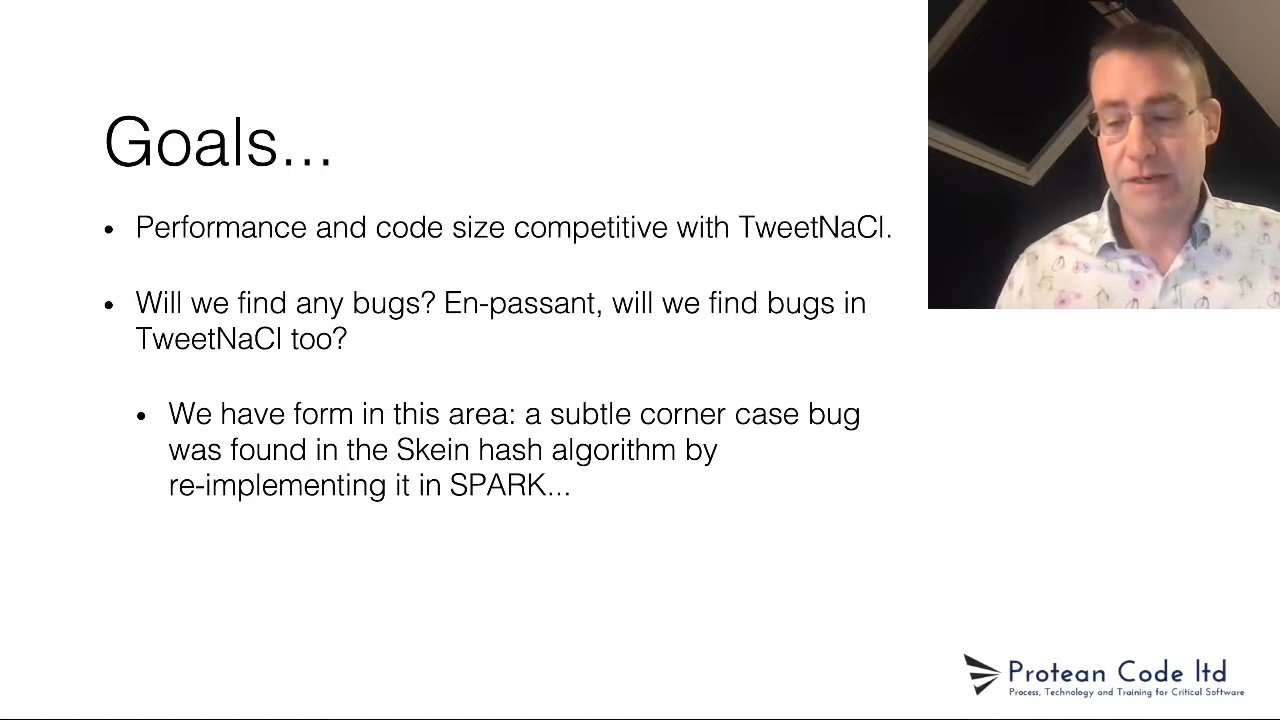 Goals...
• Performance and code size competitive with TweetNaCl.
• Will we find any bugs? En-passant, will we find bugs in
TweetNaCl too?
• We have form in this area: a subtle corner case bug
was found in the Skein hash algorithm by
re-implementing it in SPARK...
Protean Code ltd
Process, Technology and Training for Critical Software